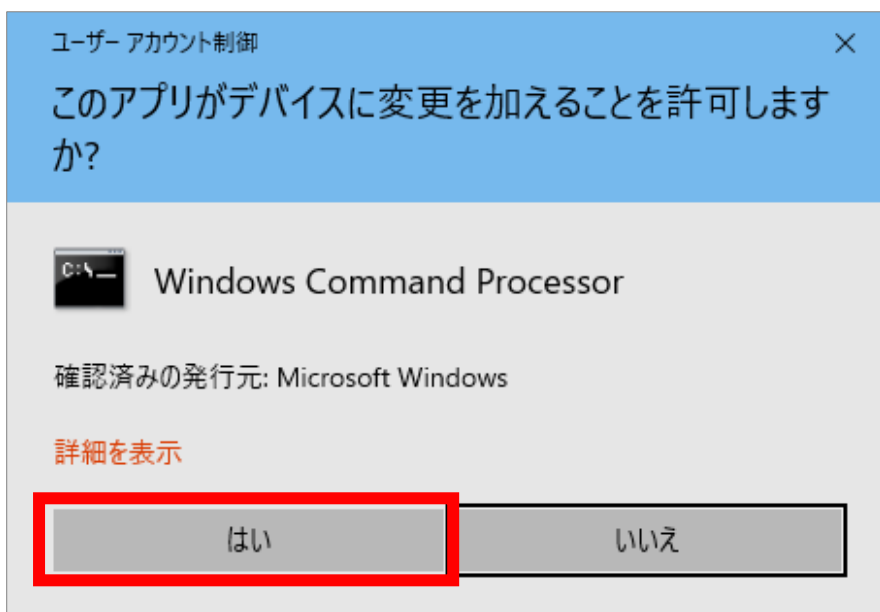 ユーザー アカウント制御
このアプリがデバイスに変更を加えることを許可します
か?
C:\_
Windows Command Processor
確認済みの発行元: Microsoft Windows
詳細を表示
はい
いいえ